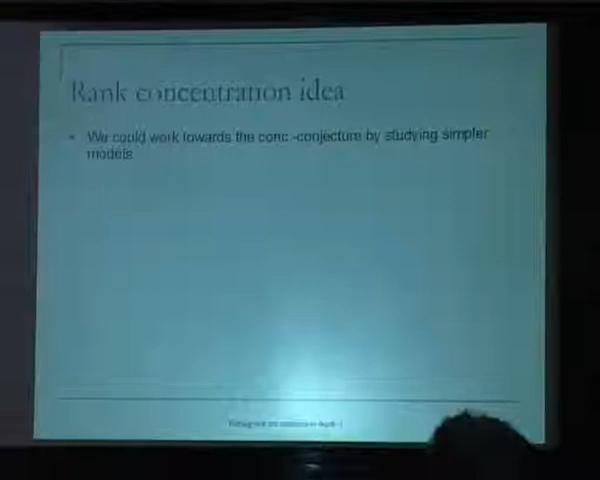 Rank concentration idea
We could work towards the conc.-conjecture by studying simpler
models